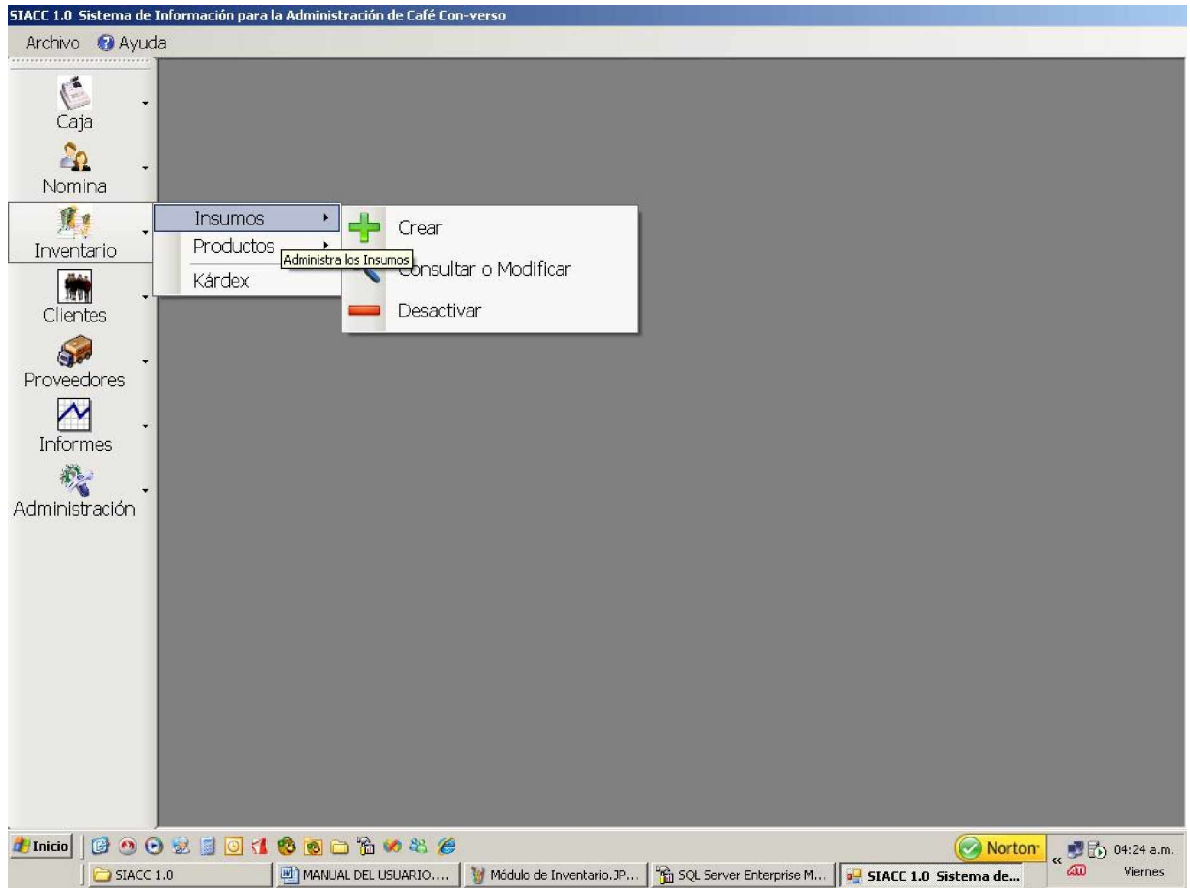 SIACC 1.0 Sistema de Información para la Administración de Café Con-verso
Archivo Ayuda
Caja
Nomina
Inventario
Clientes
Proveedores
Informes
Administración
Insumos
Productos
Kárdex
Administra los Insumos
Crear
Consultar o Modificar
Desactivar
Inicio
Norton
04:24 a.m.
SIACC 1.0
MANUAL DEL USUARIO....
Módulo de Inventario.JP...
SQL Server Enterprise M...
SIACC 1.0 Sistema de...
Viernes